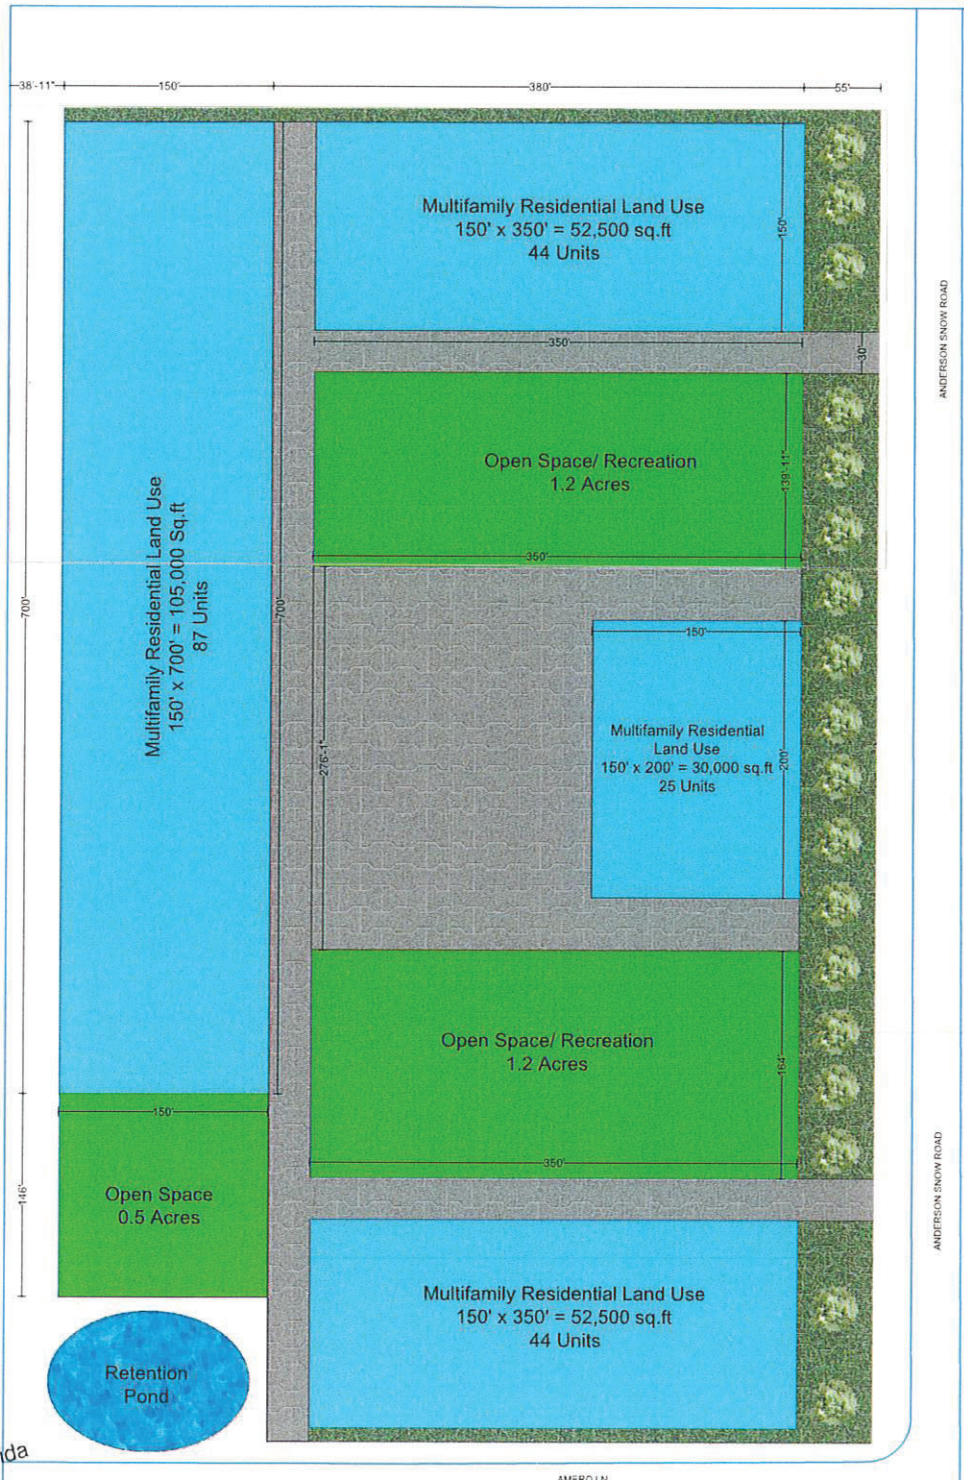 38'-11"
150'
380'
55'
Multifamily Residential Land Use
150' x 350' = 52,500 sq.ft
44 Units
150'
350'
30'
ANDERSON SNOW ROAD
Open Space/ Recreation
1.2 Acres
139'-11"
350'
700'
Multifamily Residential Land Use
150' x 700' = 105,000 Sq.ft
87 Units
700'
276'-1"
150'
Multifamily Residential
Land Use
150' x 200' = 30,000 sq.ft
25 Units
200'
Open Space/ Recreation
1.2 Acres
164'
350'
150'
Open Space
0.5 Acres
146'
ANDERSON SNOW ROAD
Multifamily Residential Land Use
150' x 350' = 52,500 sq.ft
44 Units
Retention
Pond
ida